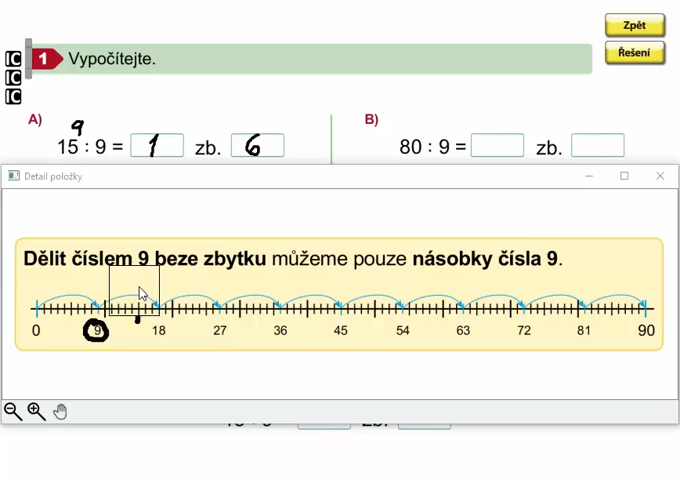 Zpět
1 Vypočítejte.
Řešení
A)
B)
9
15 : 9 = 1 zb. 6
80 : 9 = zb.
Detail položky
Dělit číslem 9 beze zbytku můžeme pouze násobky čísla 9.
0 9 18 27 36 45 54 63 72 81 90